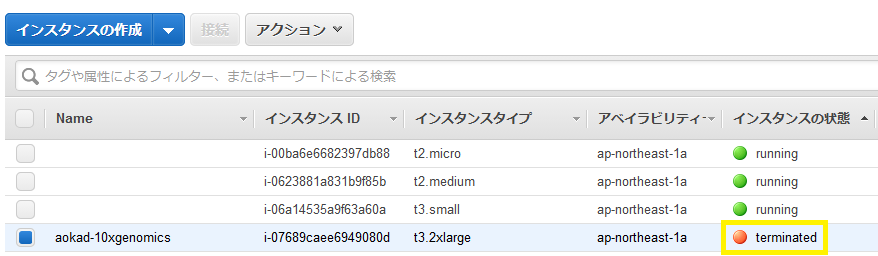 インスタンスの作成 接続 アクション
タグや属性によるフィルター、またはキーワードによる検索
Name インスタンス ID インスタンスタイプ アベイラビリティー インスタンスの状態
i-00ba6e6682397db88 t2.micro ap-northeast-1a running
i-0623881a831b9f85b t2.medium ap-northeast-1a running
i-06a14535a9f63a60a t3.small ap-northeast-1a running
aokad-10xgenomics i-07689caee6949080d t3.2xlarge ap-northeast-1a terminated